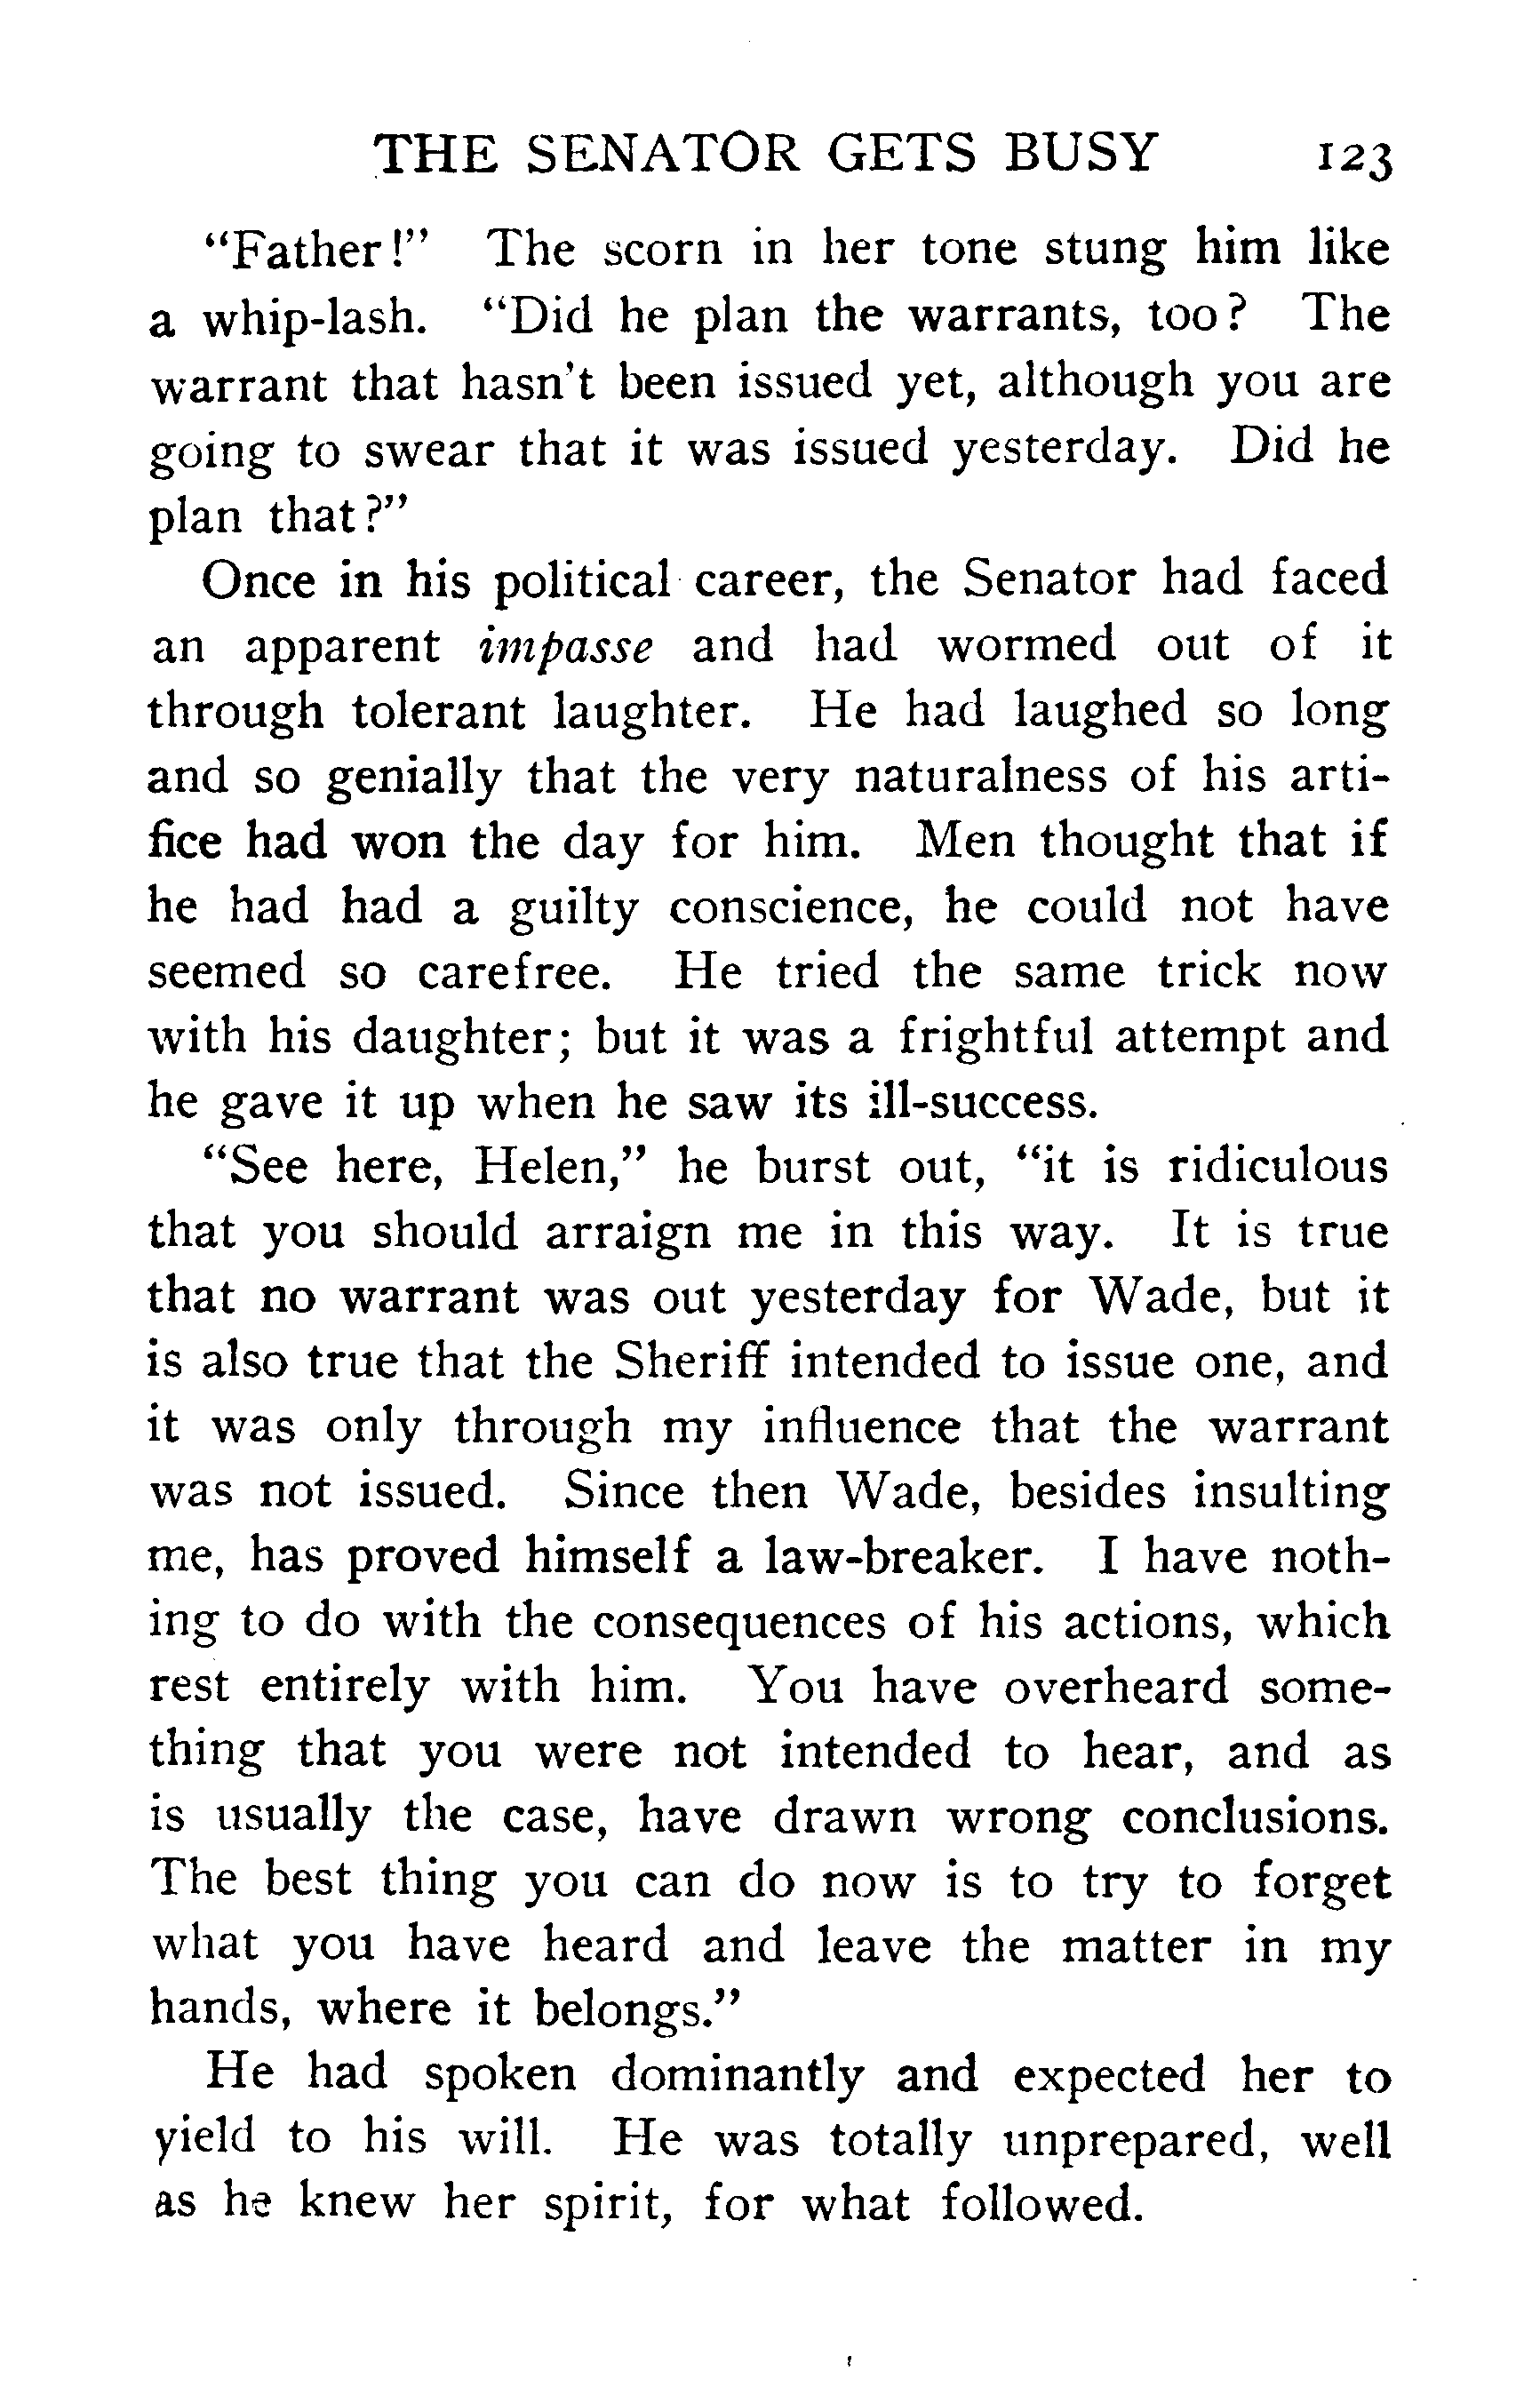 THE SENATOR GETS BUSY 123
"Father!" The scorn in her tone stung him like
a whip-lash. "Did he plan the warrants, too? The
warrant that hasn't been issued yet, although you are
going to swear that it was issued yesterday. Did he
plan that?"
Once in his political career, the Senator had faced
an apparent impasse and had wormed out of it
through tolerant laughter. He had laughed so long
and so genially that the very naturalness of his arti-
fice had won the day for him. Men thought that if
he had had a guilty conscience, he could not have
seemed so carefree. He tried the same trick now
with his daughter; but it was a frightful attempt and
he gave it up when he saw its ill-success.
"See here, Helen," he burst out, "it is ridiculous
that you should arraign me in this way. It is true
that no warrant was out yesterday for Wade, but it
is also true that the Sheriff intended to issue one, and
it was only through my influence that the warrant
was not issued. Since then Wade, besides insulting
me, has proved himself a law-breaker. I have noth-
ing to do with the consequences of his actions, which
rest entirely with him. You have overheard some-
thing that you were not intended to hear, and as
is usually the case, have drawn wrong conclusions.
The best thing you can do now is to try to forget
what you have heard and leave the matter in my
hands, where it belongs."
He had spoken dominantly and expected her to
yield to his will. He was totally unprepared, well
as he knew her spirit, for what followed.